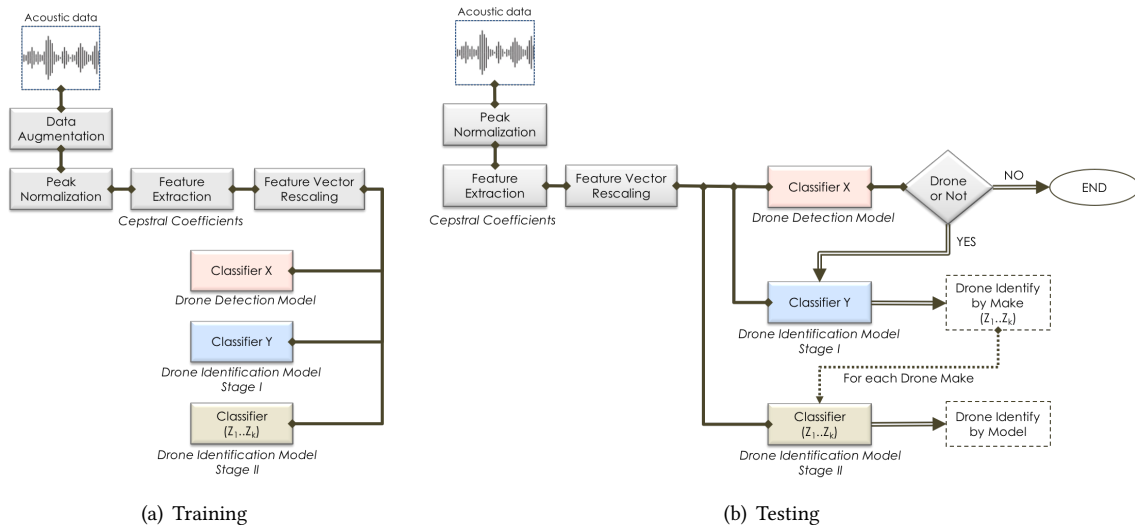 Acoustic data
Data
Augmentation
Peak
Normalization
Feature
Extraction
Cepstral Coefficients
Feature Vector
Rescaling
Classifier X
Drone Detection Model
Classifier Y
Drone Identification Model
Stage I
Classifier
(Z₁..Zₖ)
Drone Identification Model
Stage II
(a) Training
Acoustic data
Peak
Normalization
Feature
Extraction
Cepstral Coefficients
Feature Vector
Rescaling
Classifier X
Drone Detection Model
Drone
or Not
NO
END
YES
Classifier Y
Drone Identification Model
Stage I
Drone Identify
by Make
(Z₁..Zₖ)
For each Drone Make
Classifier
(Z₁..Zₖ)
Drone Identification Model
Stage II
Drone Identify
by Model
(b) Testing